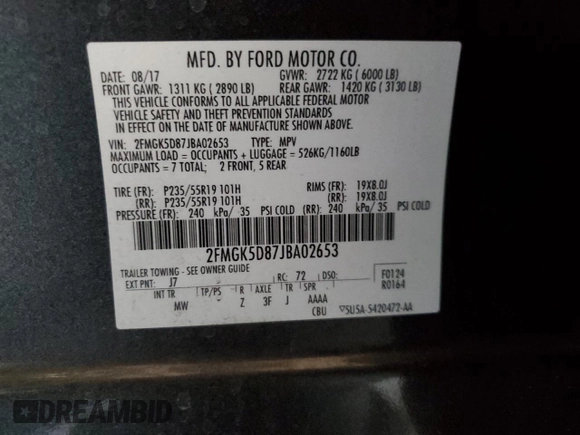 MFD. BY FORD MOTOR CO.
DATE: 08/17 GVWR: 2722 KG ( 6000 LB)
FRONT GAWR: 1311 KG ( 2890 LB) REAR GAWR: 1420 KG ( 3130 LB)
THIS VEHICLE CONFORMS TO ALL APPLICABLE FEDERAL MOTOR
VEHICLE SAFETY AND THEFT PREVENTION STANDARDS
IN EFFECT ON THE DATE OF MANUFACTURE SHOWN ABOVE.
VIN: 2FMGK5D87JBA02653 TYPE: MPV
MAXIMUM LOAD = OCCUPANTS + LUGGAGE = 526KG/1160LB
OCCUPANTS = 7 TOTAL; 2 FRONT, 5 REAR
TIRE (FR): P235/55R19 101H RIMS (FR): 19X8.0J
(RR): P235/55R19 101H (RR): 19X8.0J
PRESSURE (FR): 240 kPa/ 35 PSI COLD (RR): 240 kPa/ 35 PSI COLD
2FMGK5D87JBA02653
TRAILER TOWING - SEE OWNER GUIDE
EXT PNT: J7 RC: 72 DSO: F0124
INT TR TP/PS R AXLE TR SPR R0164
MW Z 3F J AAAA
CBU 5U5A-5420472-AA
DREAMBID